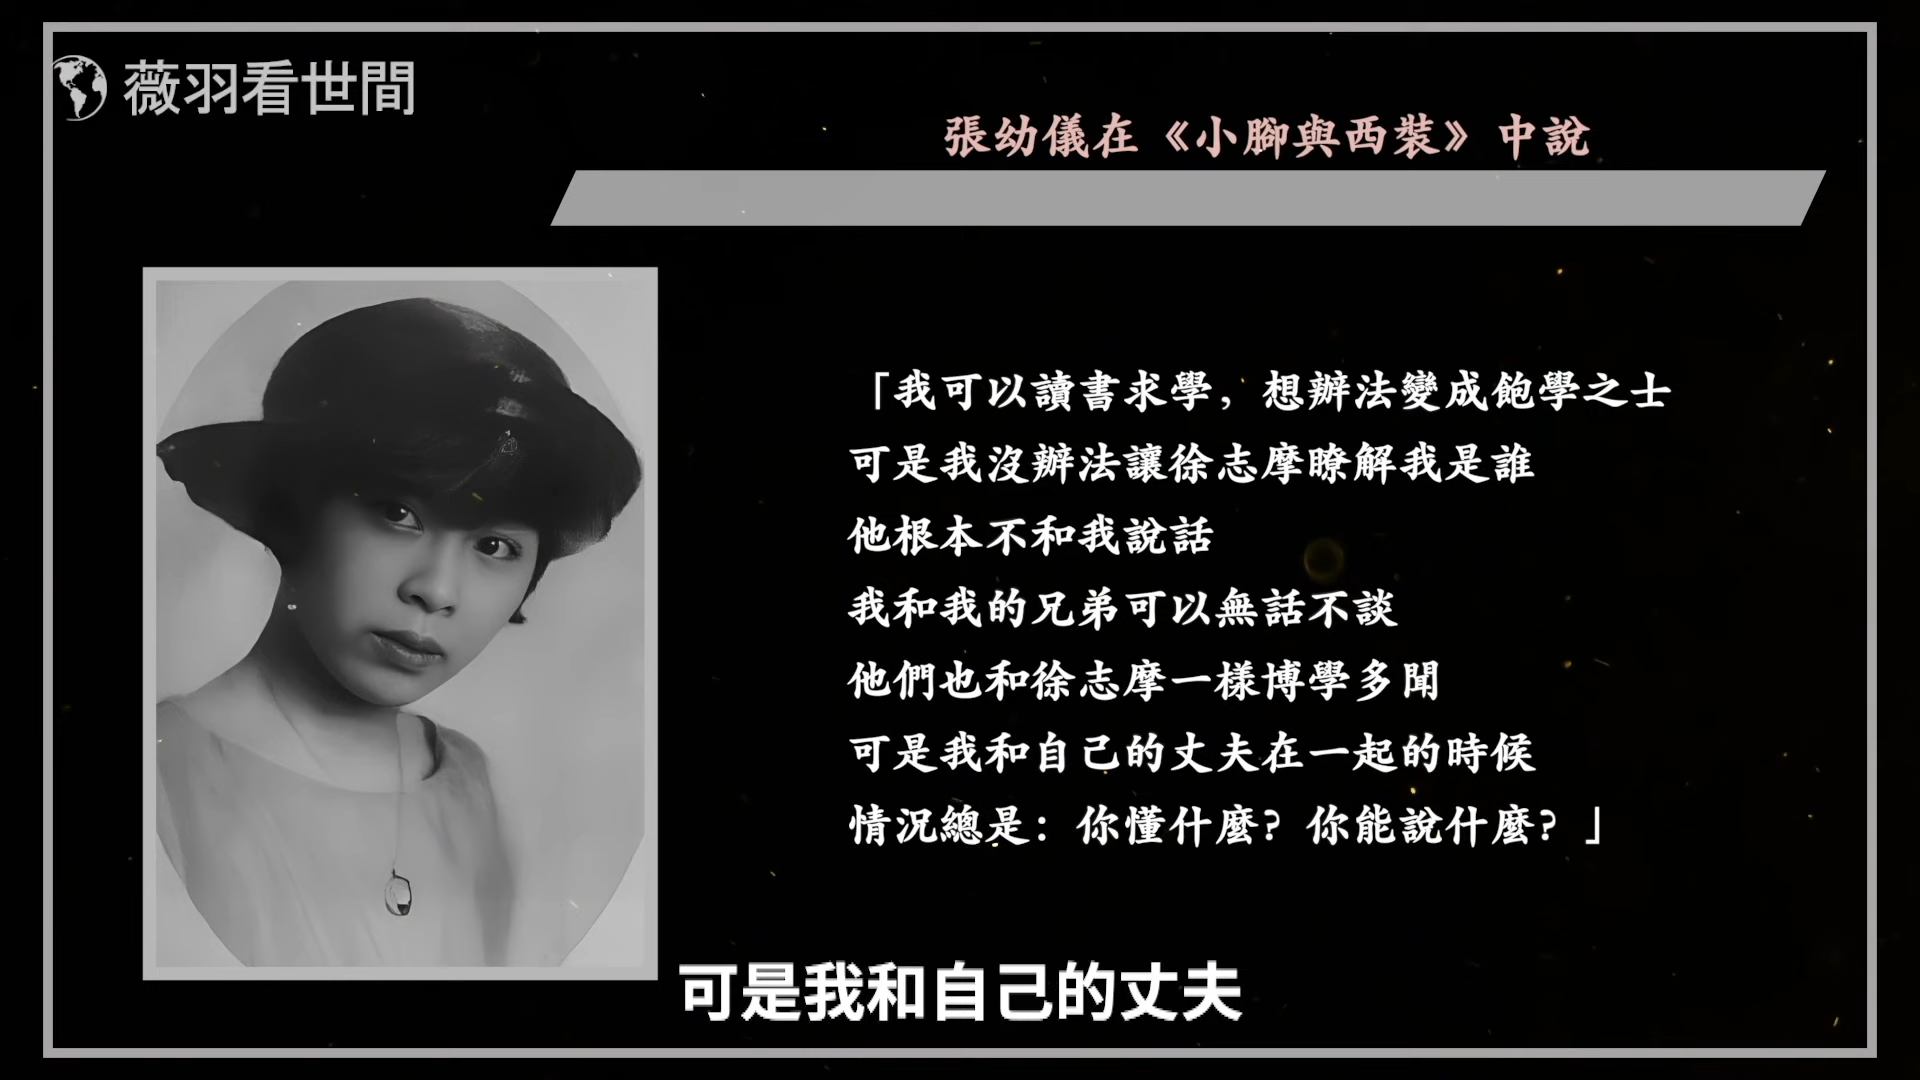 薇羽看世間
張幼儀在《小腳與西裝》中說
「我可以讀書求學，想辦法變成飽學之士
可是我沒辦法讓徐志摩瞭解我是誰
他根本不和我說話
我和我的兄弟可以無話不談
他們也和徐志摩一樣博學多聞
可是我和自己的丈夫在一起的時候
情況總是：你懂什麼？你能說什麼？」
可是我和自己的丈夫